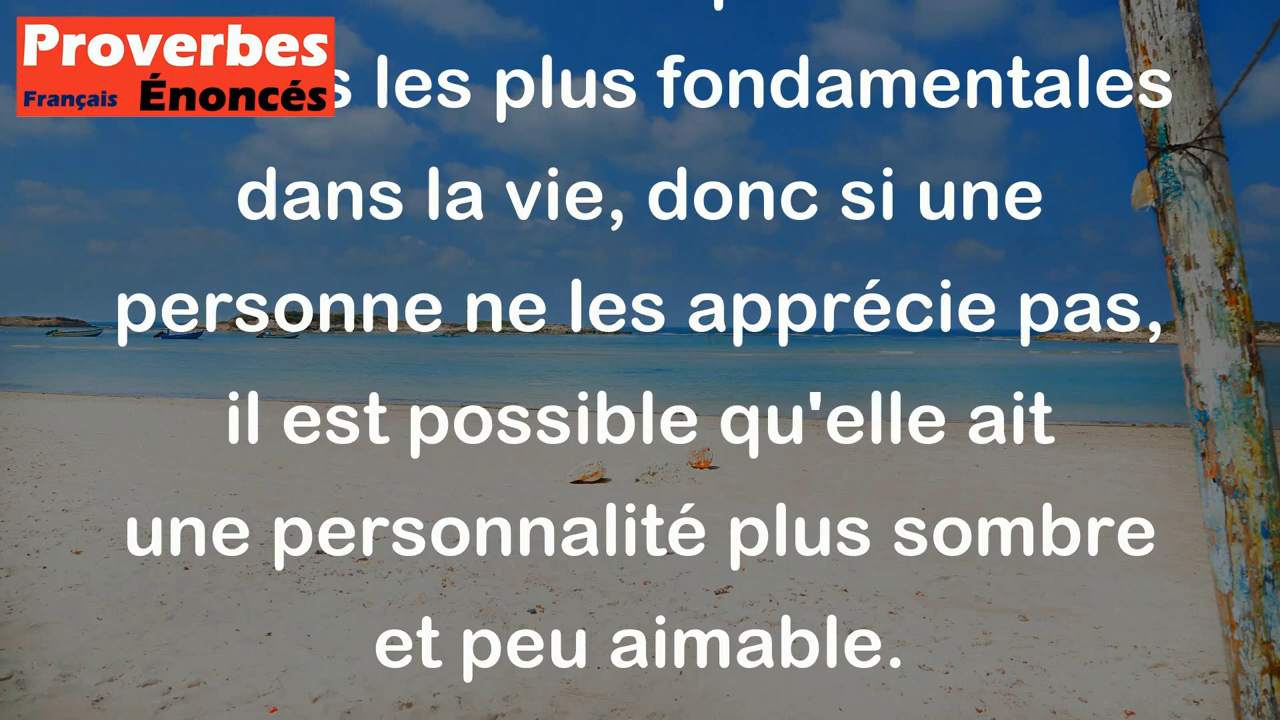 Proverbes
Français Énoncés
les plus fondamentales
dans la vie, donc si une
personne ne les apprécie pas,
il est possible qu'elle ait
une personnalité plus sombre
et peu aimable.